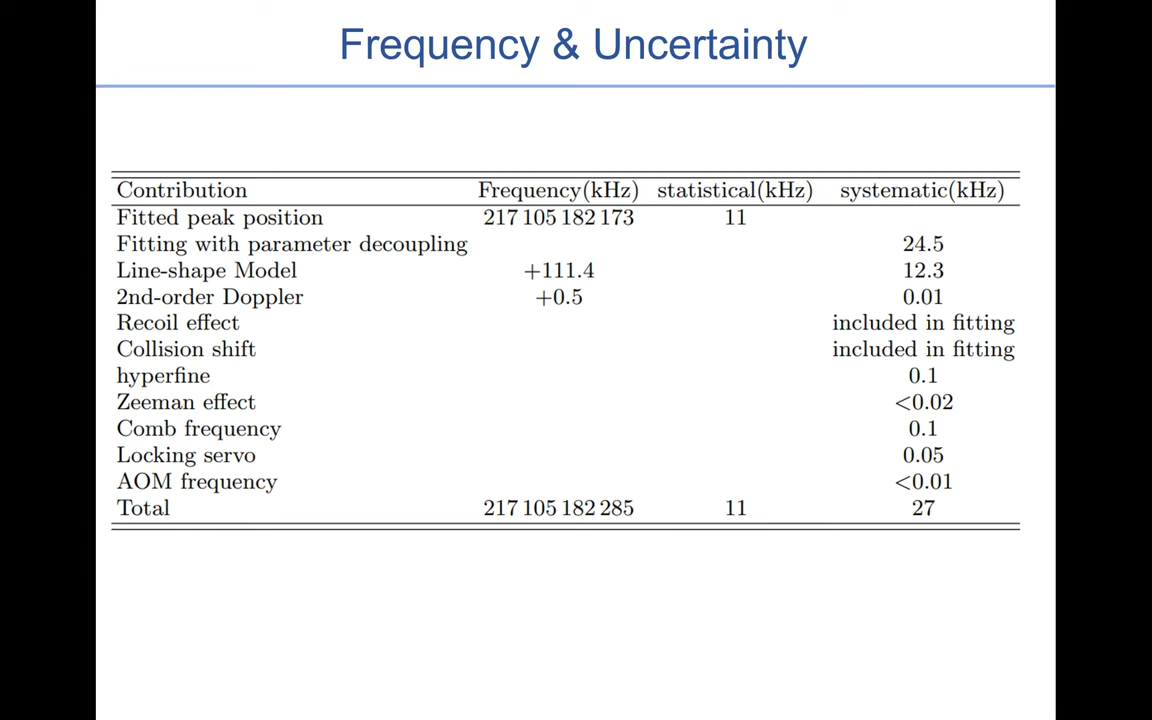 Frequency & Uncertainty
Contribution Frequency(kHz) statistical(kHz) systematic(kHz)
Fitted peak position 217 105 182 173 11
Fitting with parameter decoupling 24.5
Line-shape Model +111.4 12.3
2nd-order Doppler +0.5 0.01
Recoil effect included in fitting
Collision shift included in fitting
hyperfine 0.1
Zeeman effect <0.02
Comb frequency 0.1
Locking servo 0.05
AOM frequency <0.01
Total 217 105 182 285 11 27